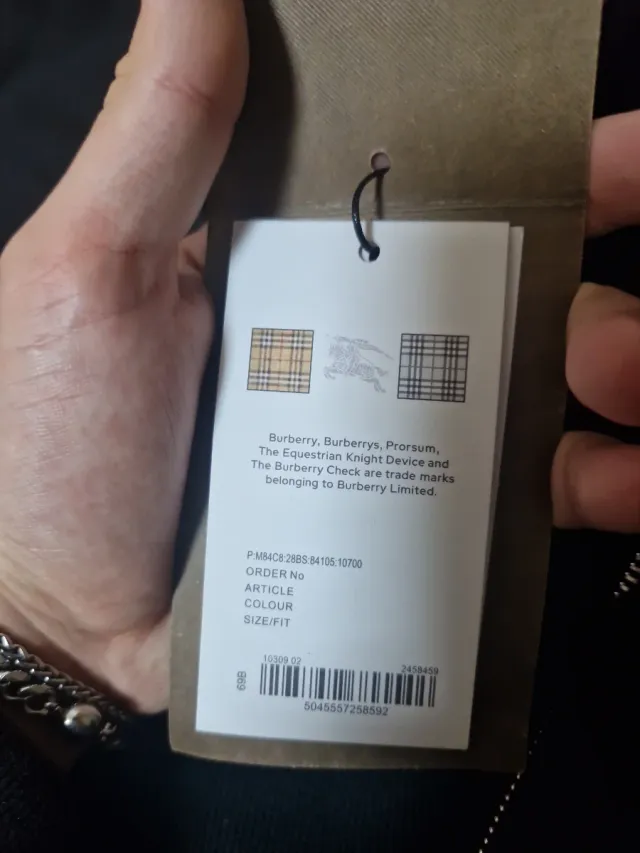 Burberry, Burberrys, Prorsum,
The Equestrian Knight Device and
The Burberry Check are trade marks
belonging to Burberry Limited.
P:M84C8:28BS:84105:10700
ORDER No
ARTICLE
COLOUR
SIZE/FIT
10309 02 2458459
69B
5045557258592